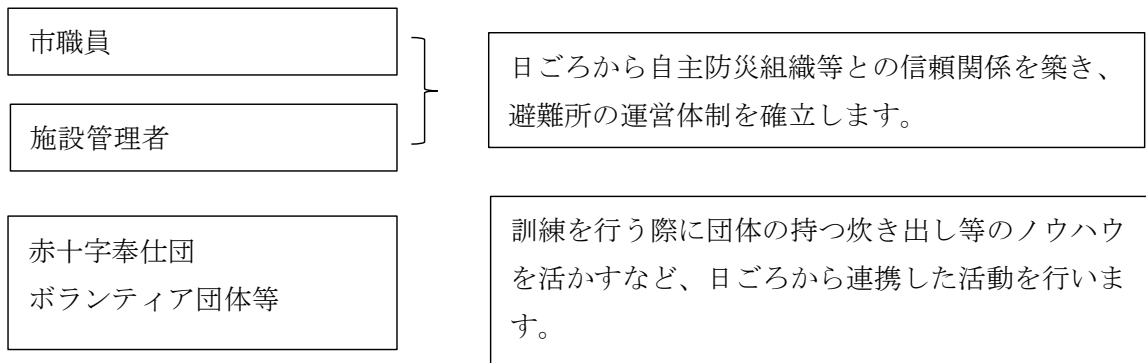 市職員
施設管理者
日ごろから自主防災組織等との信頼関係を築き、
避難所の運営体制を確立します。
赤十字奉仕団
ボランティア団体等
訓練を行う際に団体の持つ炊き出し等のノウハウ
を活かすなど、日ごろから連携した活動を行いま
す。